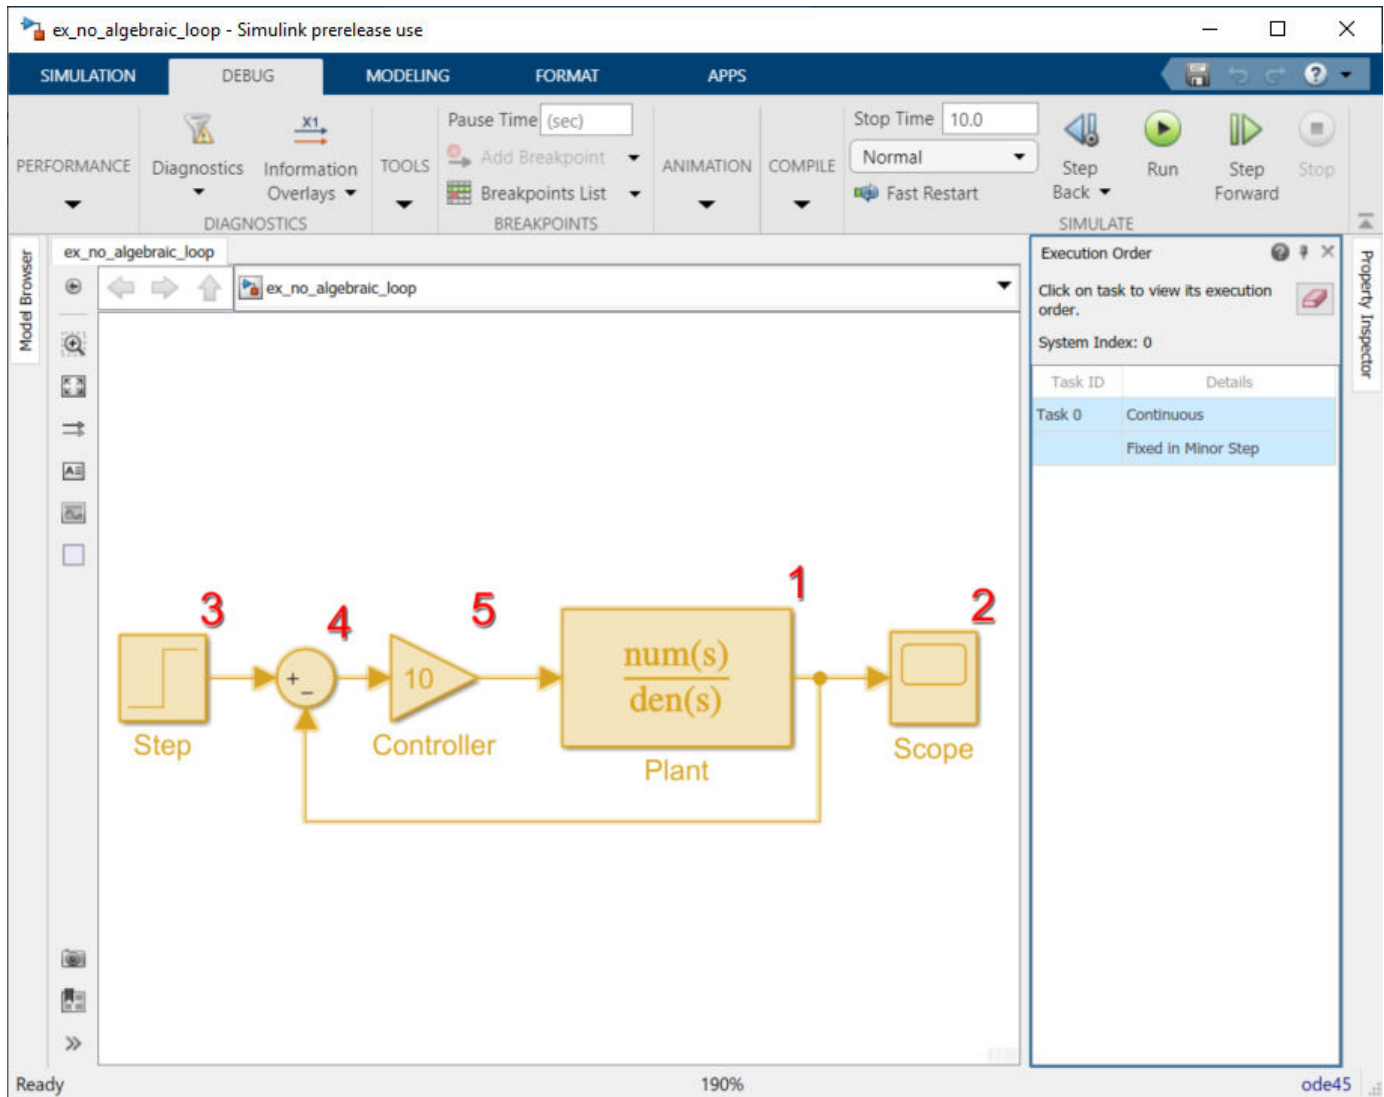 ex_no_algebraic_loop - Simulink prerelease use
SIMULATION DEBUG MODELING FORMAT APPS
PERFORMANCE
Diagnostics
Information
Overlays
DIAGNOSTICS
TOOLS
Pause Time (sec)
Add Breakpoint
Breakpoints List
BREAKPOINTS
ANIMATION
COMPILE
Stop Time 10.0
Normal
Fast Restart
Step
Back
Run
Step
Forward
Stop
SIMULATE
Model Browser
ex_no_algebraic_loop
ex_no_algebraic_loop
3
4
5
1
2
+
−
10
num(s)
den(s)
Step
Controller
Plant
Scope
Execution Order
Click on task to view its execution
order.
System Index: 0
Task ID Details
Task 0 Continuous
Fixed in Minor Step
Property Inspector
Ready 190% ode45